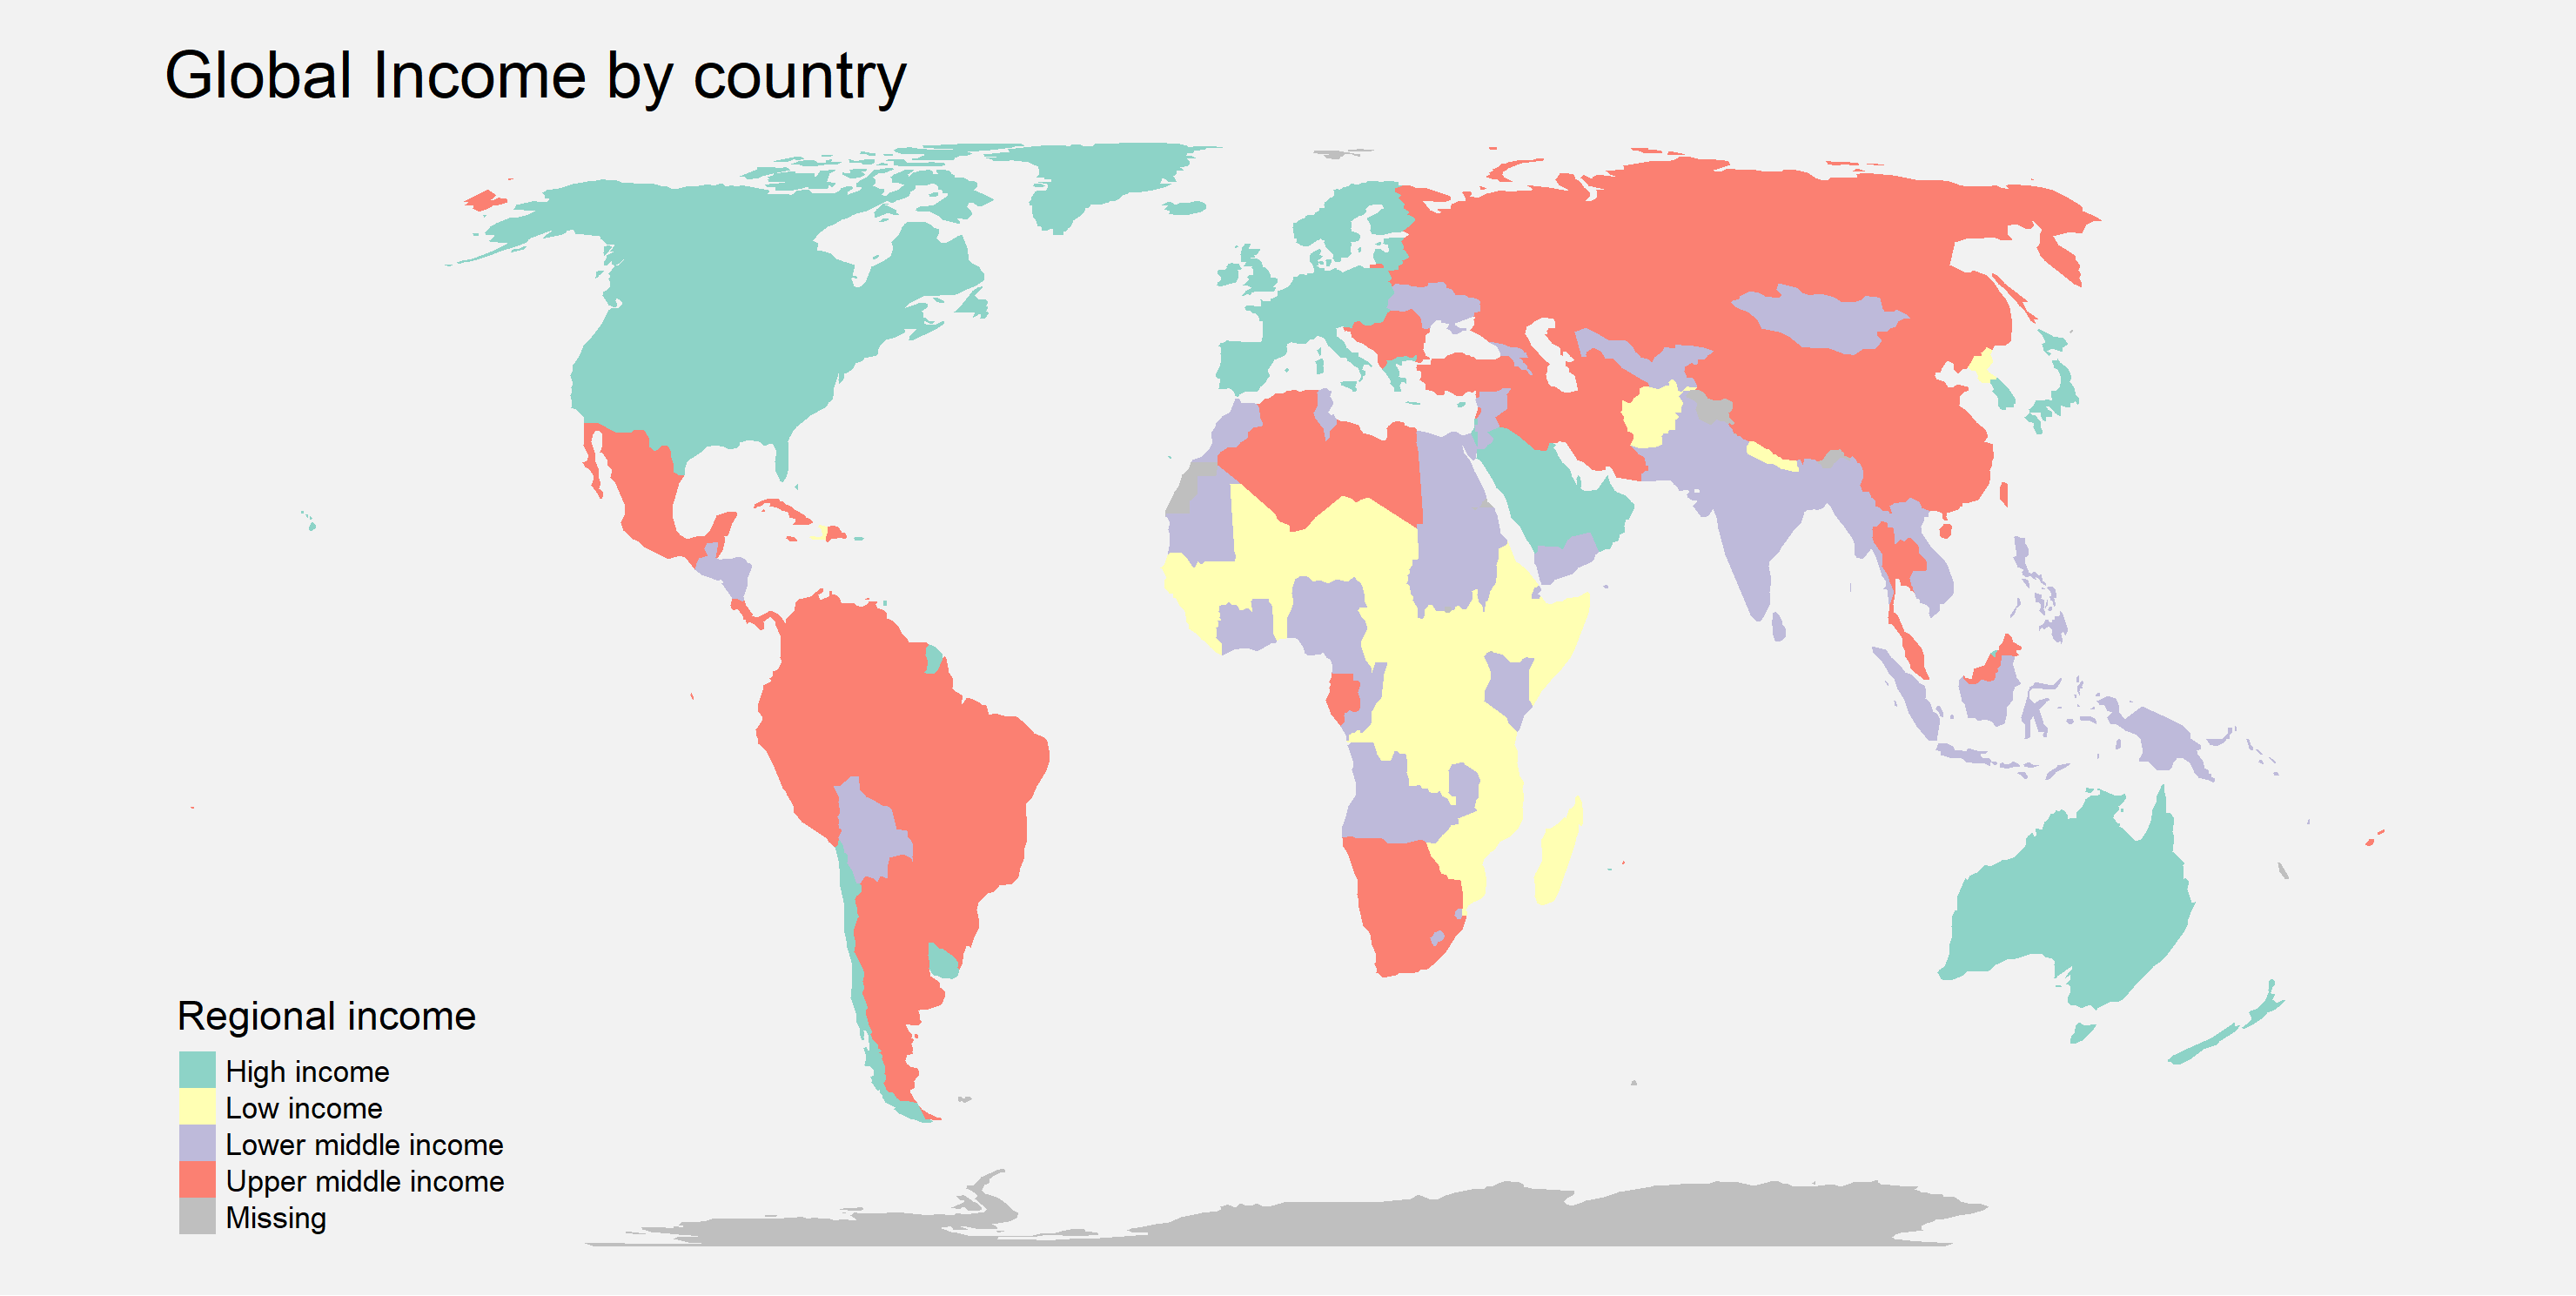 Global Income by country
Regional income
High income
Low income
Lower middle income
Upper middle income
Missing